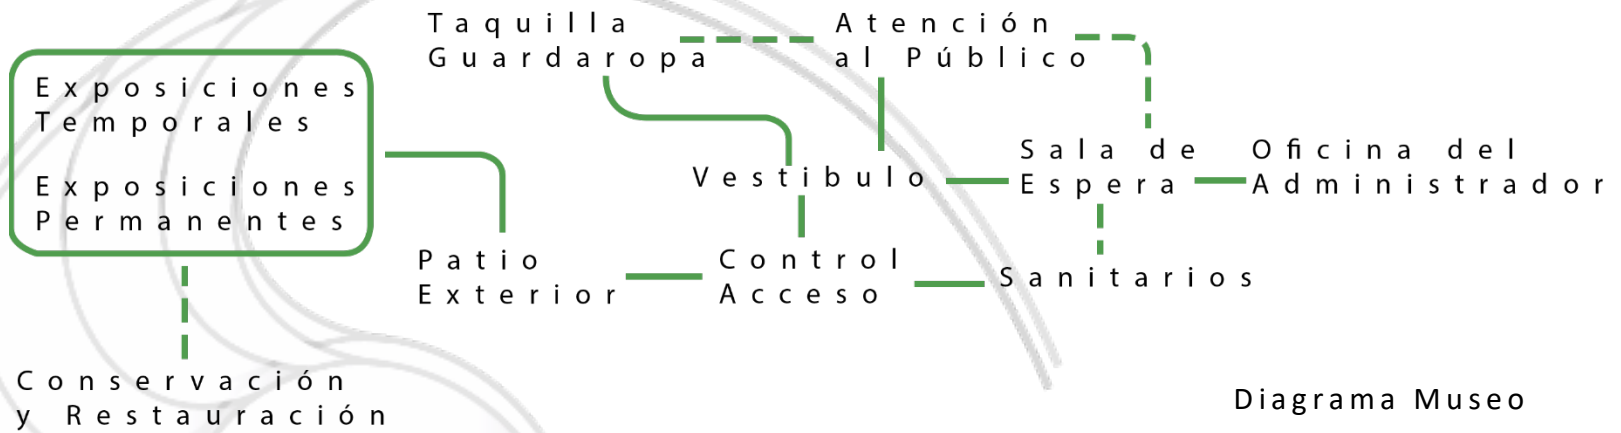 Taquilla
Guardaropa
Atención
al Público
Exposiciones
Temporales
Exposiciones
Permanentes
Vestibulo
Sala de
Espera
Oficina del
Administrador
Patio
Exterior
Control
Acceso
Sanitarios
Conservación
y Restauración
Diagrama Museo